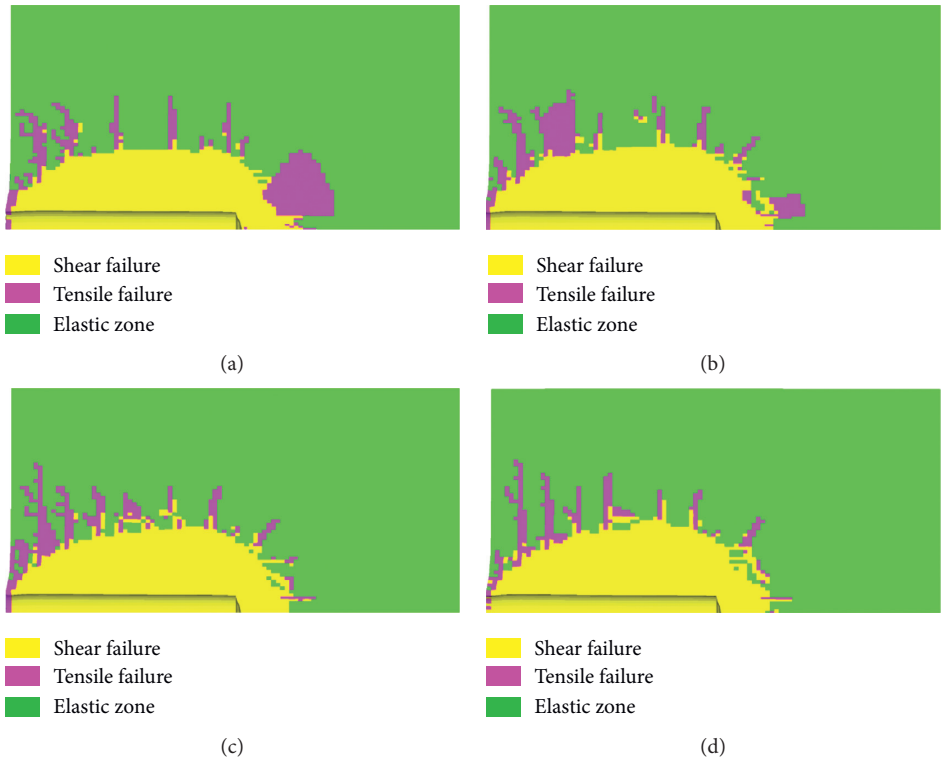 Shear failure
Tensile failure
Elastic zone
(a)
Shear failure
Tensile failure
Elastic zone
(b)
Shear failure
Tensile failure
Elastic zone
(c)
Shear failure
Tensile failure
Elastic zone
(d)